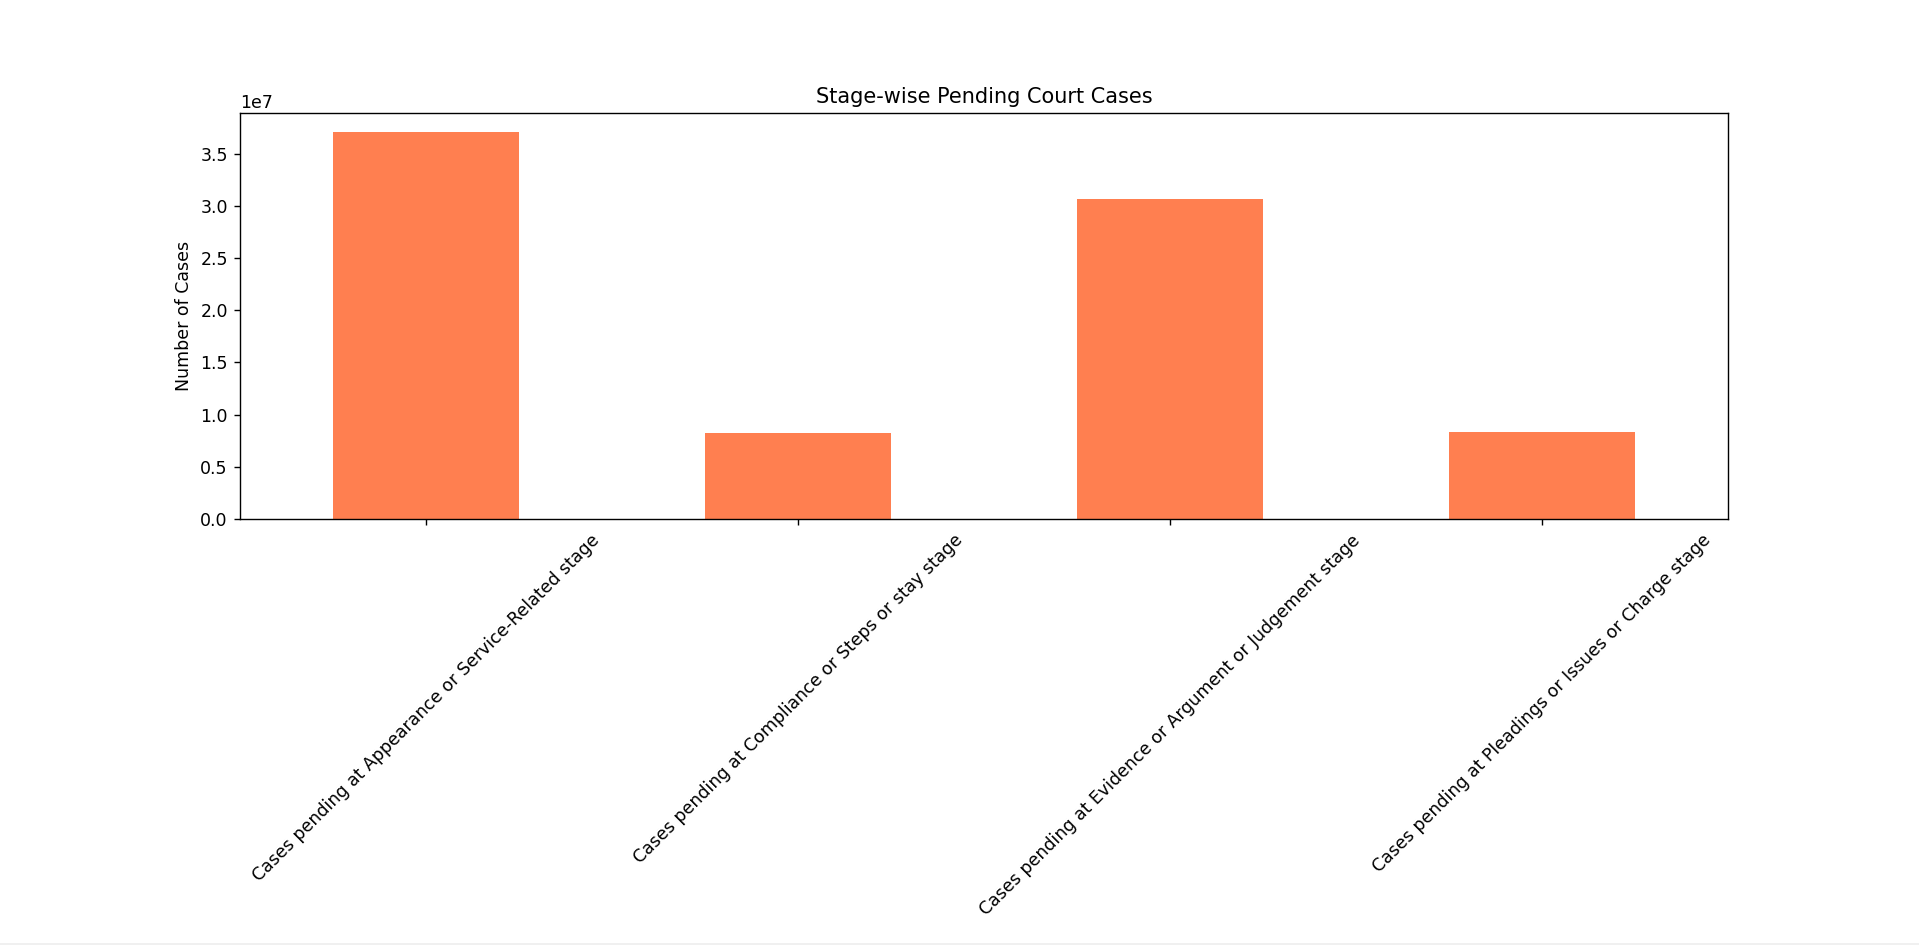 Stage-wise Pending Court Cases
1e7
3.5
3.0
2.5
2.0
1.5
1.0
0.5
0.0
Number of Cases
Cases pending at Appearance or Service-Related stage
Cases pending at Compliance or Steps or stay stage
Cases pending at Evidence or Argument or Judgement stage
Cases pending at Pleadings or Issues or Charge stage